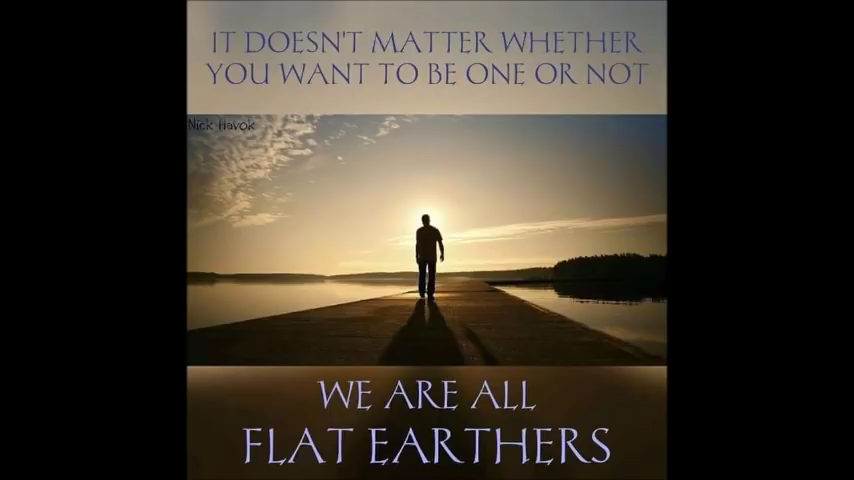 IT DOESN'T MATTER WHETHER
YOU WANT TO BE ONE OR NOT
Nick Havok
WE ARE ALL
FLAT EARTHERS